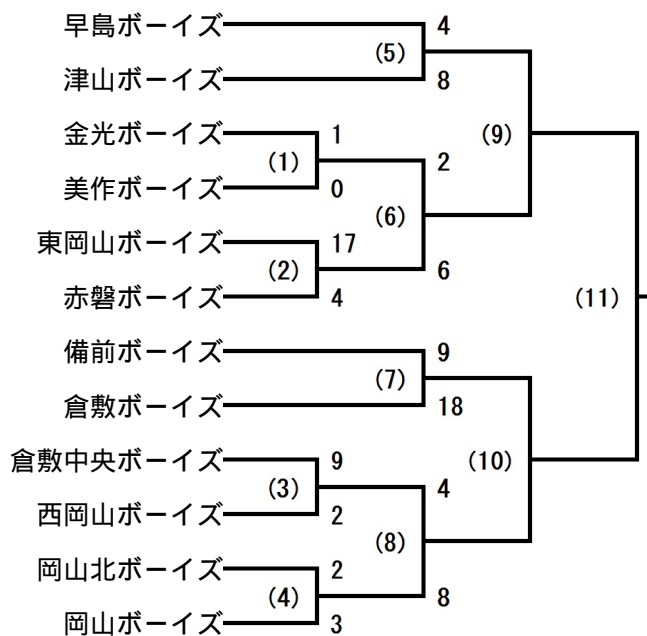 早島ボーイズ 4
(5)
津山ボーイズ 8
金光ボーイズ 1 (9)
(1) 2
美作ボーイズ 0
(6)
東岡山ボーイズ 17
(2) 6
赤磐ボーイズ 4 (11)
備前ボーイズ 9
(7)
倉敷ボーイズ 18
倉敷中央ボーイズ 9 (10)
(3) 4
西岡山ボーイズ 2
(8)
岡山北ボーイズ 2
(4) 8
岡山ボーイズ 3